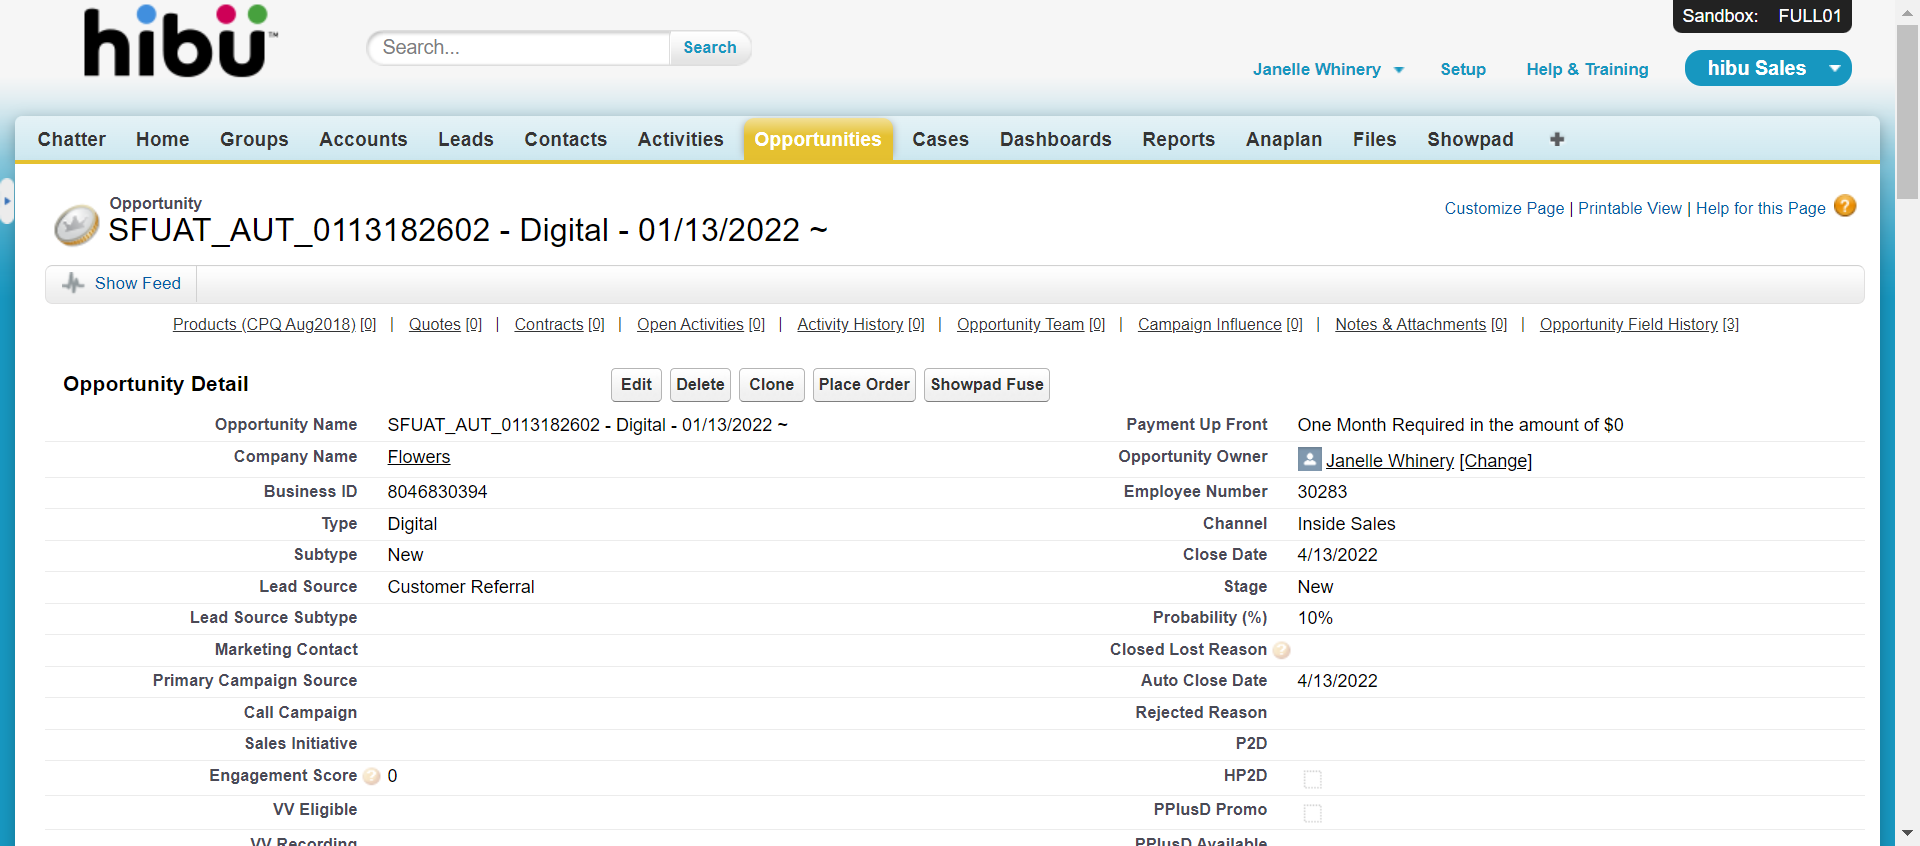 hibü™
Search...
Search
Sandbox: FULL01
Janelle Whinery
Setup
Help & Training
hibu Sales
Chatter Home Groups Accounts Leads Contacts Activities Opportunities Cases Dashboards Reports Anaplan Files Showpad
Opportunity
SFUAT_AUT_0113182602 - Digital - 01/13/2022 ~
Customize Page | Printable View | Help for this Page ?
Show Feed
Products (CPQ Aug2018) [0] | Quotes [0] | Contracts [0] | Open Activities [0] | Activity History [0] | Opportunity Team [0] | Campaign Influence [0] | Notes & Attachments [0] | Opportunity Field History [3]
Opportunity Detail
Edit Delete Clone Place Order Showpad Fuse
Opportunity Name SFUAT_AUT_0113182602 - Digital - 01/13/2022 ~ Payment Up Front One Month Required in the amount of $0
Company Name Flowers Opportunity Owner Janelle Whinery [Change]
Business ID 8046830394 Employee Number 30283
Type Digital Channel Inside Sales
Subtype New Close Date 4/13/2022
Lead Source Customer Referral Stage New
Lead Source Subtype Probability (%) 10%
Marketing Contact Closed Lost Reason ?
Primary Campaign Source Auto Close Date 4/13/2022
Call Campaign Rejected Reason
Sales Initiative P2D
Engagement Score ? 0 HP2D
VV Eligible PPlusD Promo
VV Recording PPlusD Available